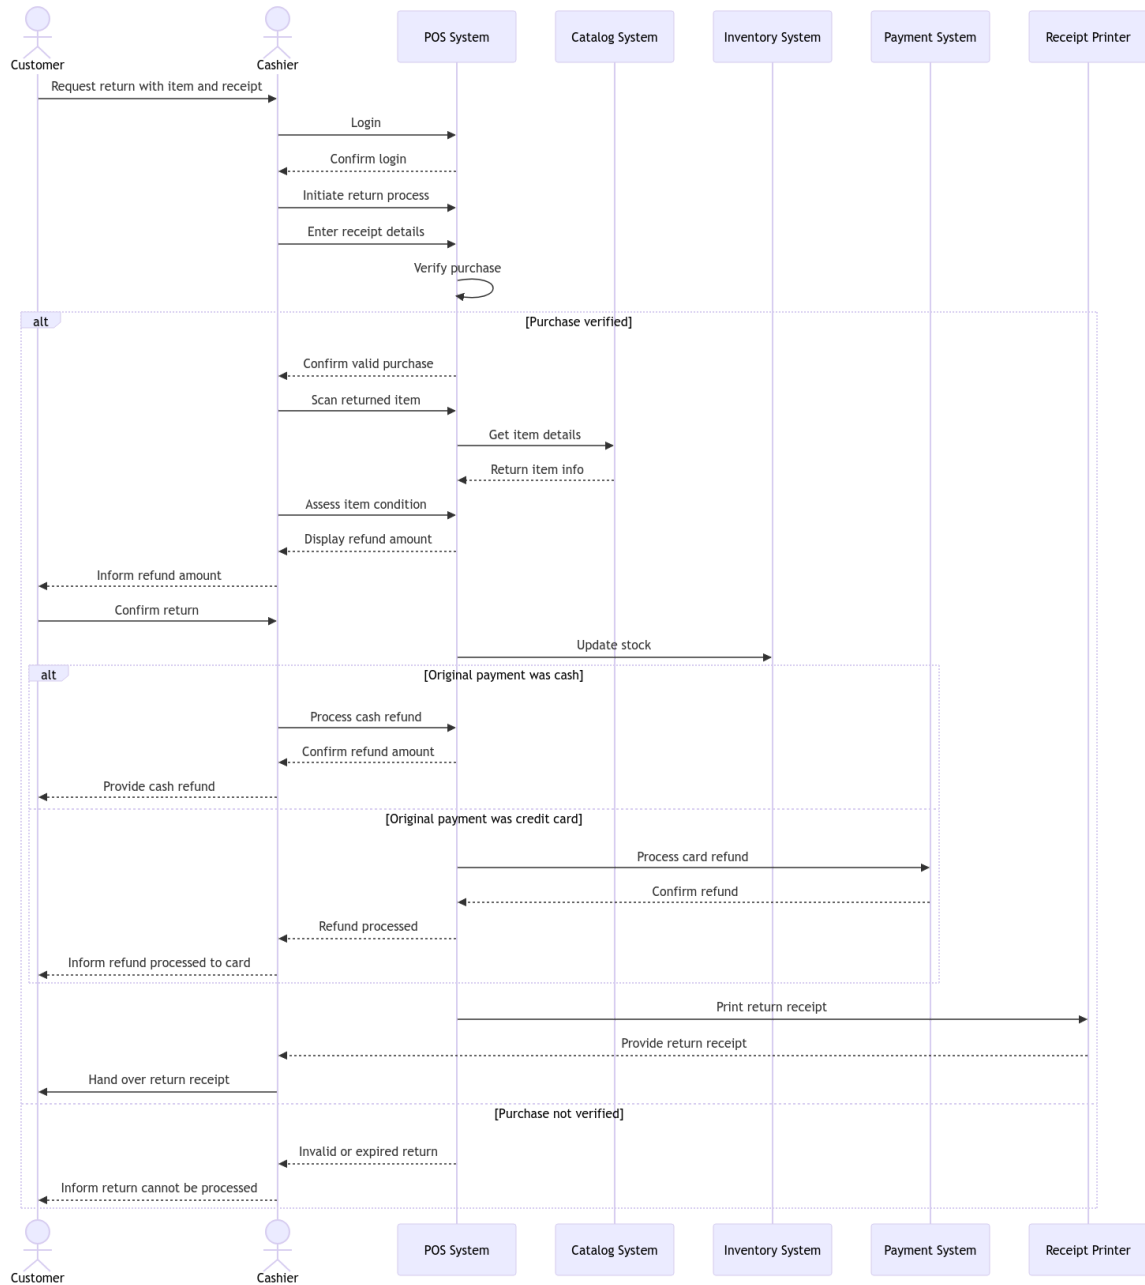 Customer
Cashier
POS System
Catalog System
Inventory System
Payment System
Receipt Printer
Request return with item and receipt
Login
Confirm login
Initiate return process
Enter receipt details
Verify purchase
alt
[Purchase verified]
Confirm valid purchase
Scan returned item
Get item details
Return item info
Assess item condition
Display refund amount
Inform refund amount
Confirm return
Update stock
alt
[Original payment was cash]
Process cash refund
Confirm refund amount
Provide cash refund
[Original payment was credit card]
Process card refund
Confirm refund
Refund processed
Inform refund processed to card
Print return receipt
Provide return receipt
Hand over return receipt
[Purchase not verified]
Invalid or expired return
Inform return cannot be processed
Customer
Cashier
POS System
Catalog System
Inventory System
Payment System
Receipt Printer